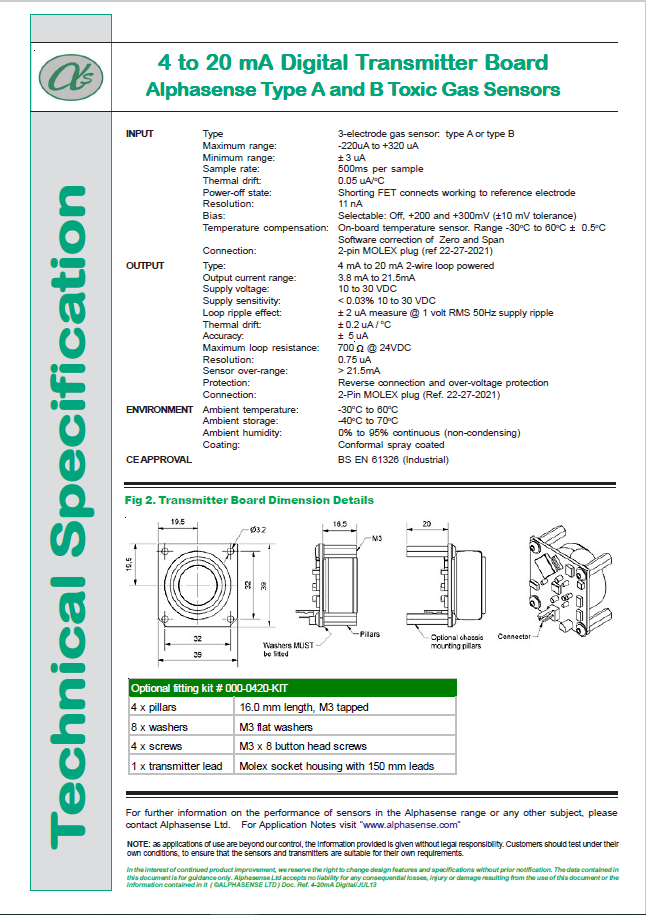 αs
4 to 20 mA Digital Transmitter Board
Alphasense Type A and B Toxic Gas Sensors
Technical Specification
INPUT Type 3-electrode gas sensor: type A or type B
Maximum range: -220uA to +320 uA
Minimum range: ± 3 uA
Sample rate: 500ms per sample
Thermal drift: 0.05 uA/°C
Power-off state: Shorting FET connects working to reference electrode
Resolution: 11 nA
Bias: Selectable: Off, +200 and +300mV (±10 mV tolerance)
Temperature compensation: On-board temperature sensor. Range -30°C to 60°C ± 0.5°C
Software correction of Zero and Span
Connection: 2-pin MOLEX plug (ref 22-27-2021)
OUTPUT Type: 4 mA to 20 mA 2-wire loop powered
Output current range: 3.8 mA to 21.5mA
Supply voltage: 10 to 30 VDC
Supply sensitivity: < 0.03% 10 to 30 VDC
Loop ripple effect: ± 2 uA measure @ 1 volt RMS 50Hz supply ripple
Thermal drift: ± 0.2 uA / °C
Accuracy: ± 5 uA
Maximum loop resistance: 700 Ω @ 24VDC
Resolution: 0.75 uA
Sensor over-range: > 21.5mA
Protection: Reverse connection and over-voltage protection
Connection: 2-Pin MOLEX plug (Ref. 22-27-2021)
ENVIRONMENT Ambient temperature: -30°C to 60°C
Ambient storage: -40°C to 70°C
Ambient humidity: 0% to 95% continuous (non-condensing)
Coating: Conformal spray coated
CE APPROVAL BS EN 61326 (Industrial)
Fig 2. Transmitter Board Dimension Details
19,5
Ø3,2
16,5
M3
20
19,5
32
39
32
39
Washers MUST
be fitted
Pillars
Optional chassis
mounting pillars
Connector
Optional fitting kit # 000-0420-KIT
4 x pillars 16.0 mm length, M3 tapped
8 x washers M3 flat washers
4 x screws M3 x 8 button head screws
1 x transmitter lead Molex socket housing with 150 mm leads
For further information on the performance of sensors in the Alphasense range or any other subject, please
contact Alphasense Ltd. For Application Notes visit "www.alphasense.com"
NOTE: as applications of use are beyond our control, the information provided is given without legal responsibility. Customers should test under their
own conditions, to ensure that the sensors and transmitters are suitable for their own requirements.
In the interest of continued product improvement, we reserve the right to change design features and specifications without prior notification. The data contained in
this document is for guidance only. Alphasense Ltd accepts no liability for any consequential losses, injury or damage resulting from the use of this document or the
information contained in it ( ©ALPHASENSE LTD ) Doc. Ref. 4-20mA Digital/JUL13